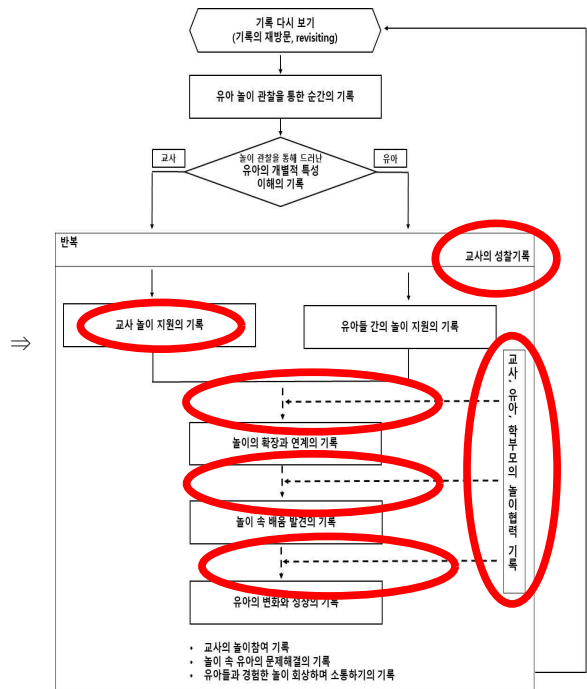 기록 다시 보기
(기록의 재방문, revisiting)
유아 놀이 관찰을 통한 순간의 기록
교사
유아
놀이 관찰을 통해 드러난
유아의 개별적 특성
이해의 기록
반복
교사의 성찰기록
교사 놀이 지원의 기록
유아들 간의 놀이 지원의 기록
⇒
교사, 유아, 학부모의 놀이협력 기록
놀이의 확장과 연계의 기록
놀이 속 배움 발견의 기록
유아의 변화와 성장의 기록
• 교사의 놀이참여 기록
• 놀이 속 유아의 문제해결의 기록
• 유아들과 경험한 놀이 회상하며 소통하기의 기록